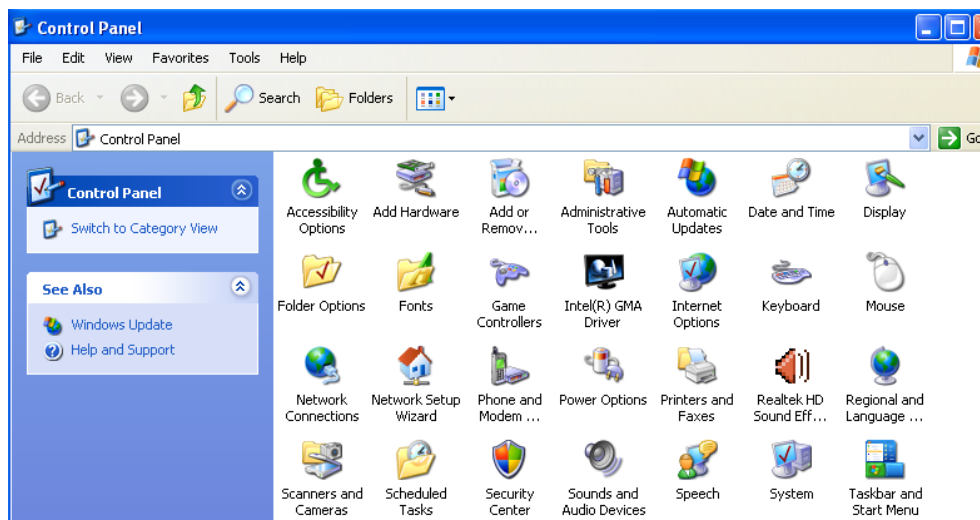 Control Panel
File Edit View Favorites Tools Help
Back Search Folders
Address Control Panel Go
Control Panel
Switch to Category View
See Also
Windows Update
Help and Support
Accessibility
Options
Add Hardware
Add or
Remov...
Administrative
Tools
Automatic
Updates
Date and Time
Display
Folder Options
Fonts
Game
Controllers
Intel(R) GMA
Driver
Internet
Options
Keyboard
Mouse
Network
Connections
Network Setup
Wizard
Phone and
Modem ...
Power Options
Printers and
Faxes
Realtek HD
Sound Eff...
Regional and
Language ...
Scanners and
Cameras
Scheduled
Tasks
Security
Center
Sounds and
Audio Devices
Speech
System
Taskbar and
Start Menu